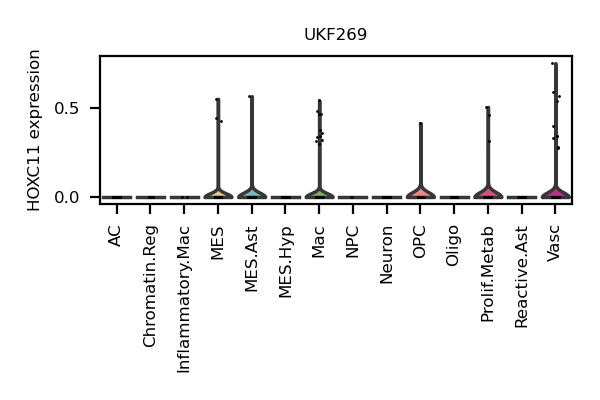 UKF269
HOXC11 expression
0.5
0.0
AC
Chromatin.Reg
Inflammatory.Mac
MES
MES.Ast
MES.Hyp
Mac
NPC
Neuron
OPC
Oligo
Prolif.Metab
Reactive.Ast
Vasc